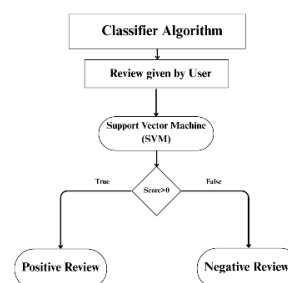 Classifier Algorithm
Review given by User
Support Vector Machine
(SVM)
True
Score>0
False
Positive Review
Negative Review